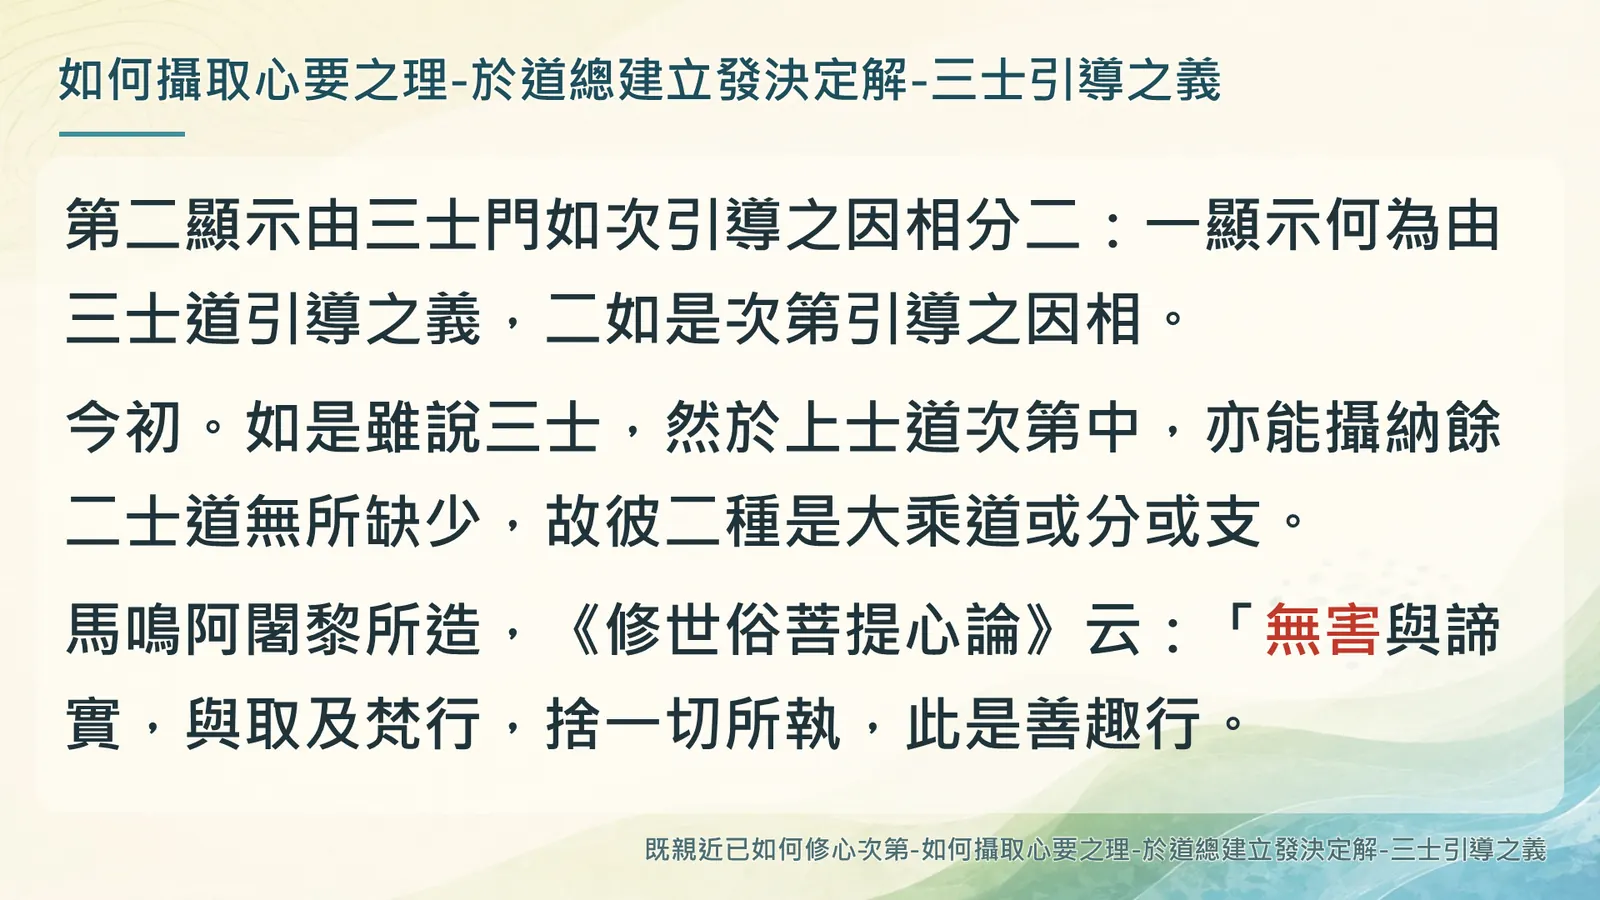 如何攝取心要之理-於道總建立發決定解-三士引導之義
第二顯示由三士門如次引導之因相分二：一顯示何為由
三士道引導之義，二如是次第引導之因相。
今初。如是雖說三士，然於上士道次第中，亦能攝納餘
二士道無所缺少，故彼二種是大乘道或分或支。
馬鳴阿闍黎所造，《修世俗菩提心論》云：「無害與諦
實，與取及梵行，捨一切所執，此是善趣行。
既親近已如何修心次第-如何攝取心要之理-於道總建立發決定解-三士引導之義